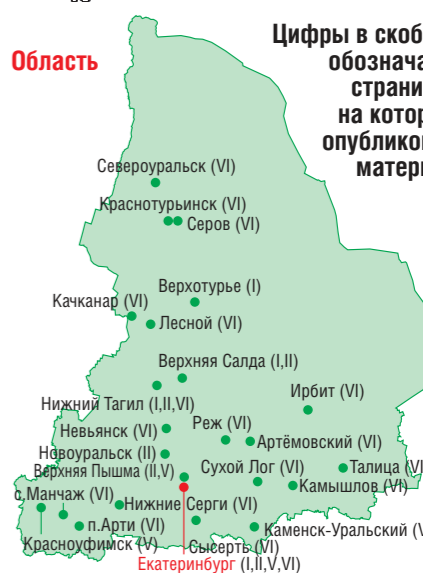 Цифры в скоб
Область
обознача
страни
на котор
опубликов
матери
Североуральск (VI)
Краснотурьинск (VI)
Серов (VI)
Верхотурье (I)
Качканар (VI)
Лесной (VI)
Верхняя Салда (I,II)
Ирбит (VI)
Нижний Тагил (I,II,VI)
Невьянск (VI)
Реж (VI)
Артёмовский (VI)
Новоуральск (II)
Верхняя Пышма (II,V)
Сухой Лог (VI)
Талица (VI
с.Манчаж (VI)
Нижние Серги (VI)
Камышлов (VI)
п.Арти (VI)
Каменск-Уральский (V
Красноуфимск (V)
Сысерть (VI)
Екатеринбург (I,II,V,VI)